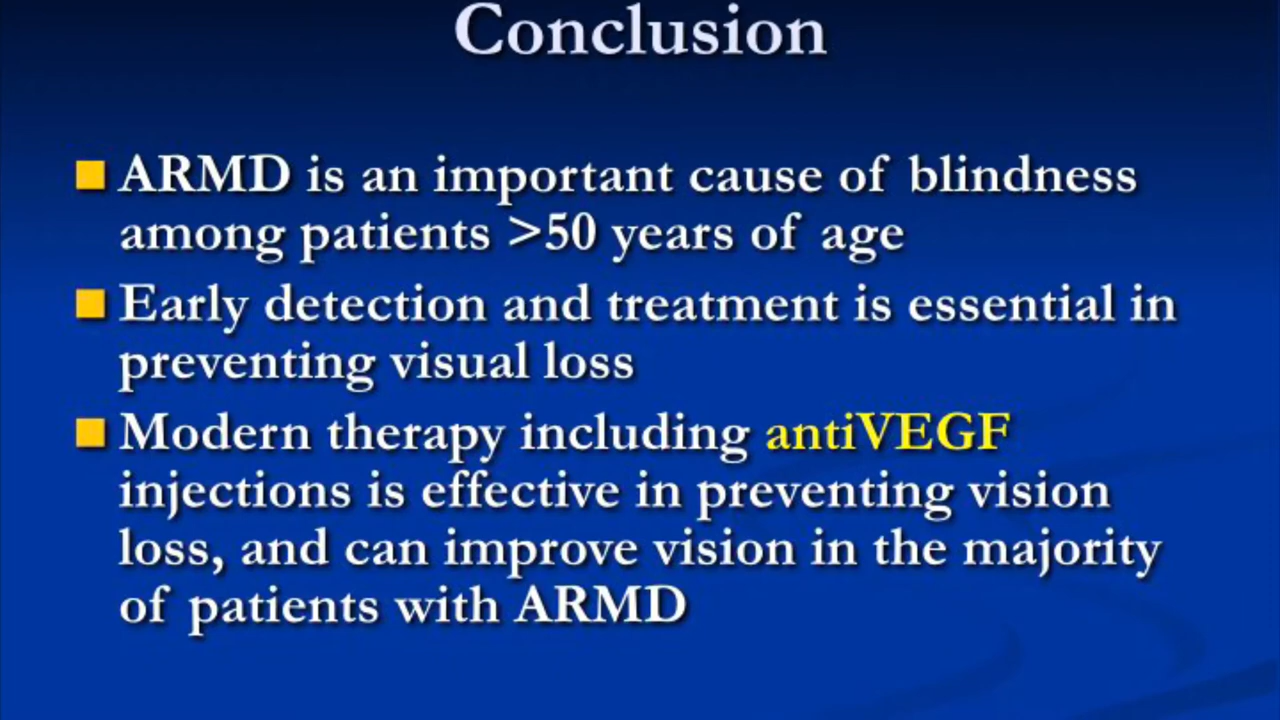 Conclusion
ARMD is an important cause of blindness
among patients >50 years of age
Early detection and treatment is essential in
preventing visual loss
Modern therapy including antiVEGF
injections is effective in preventing vision
loss, and can improve vision in the majority
of patients with ARMD